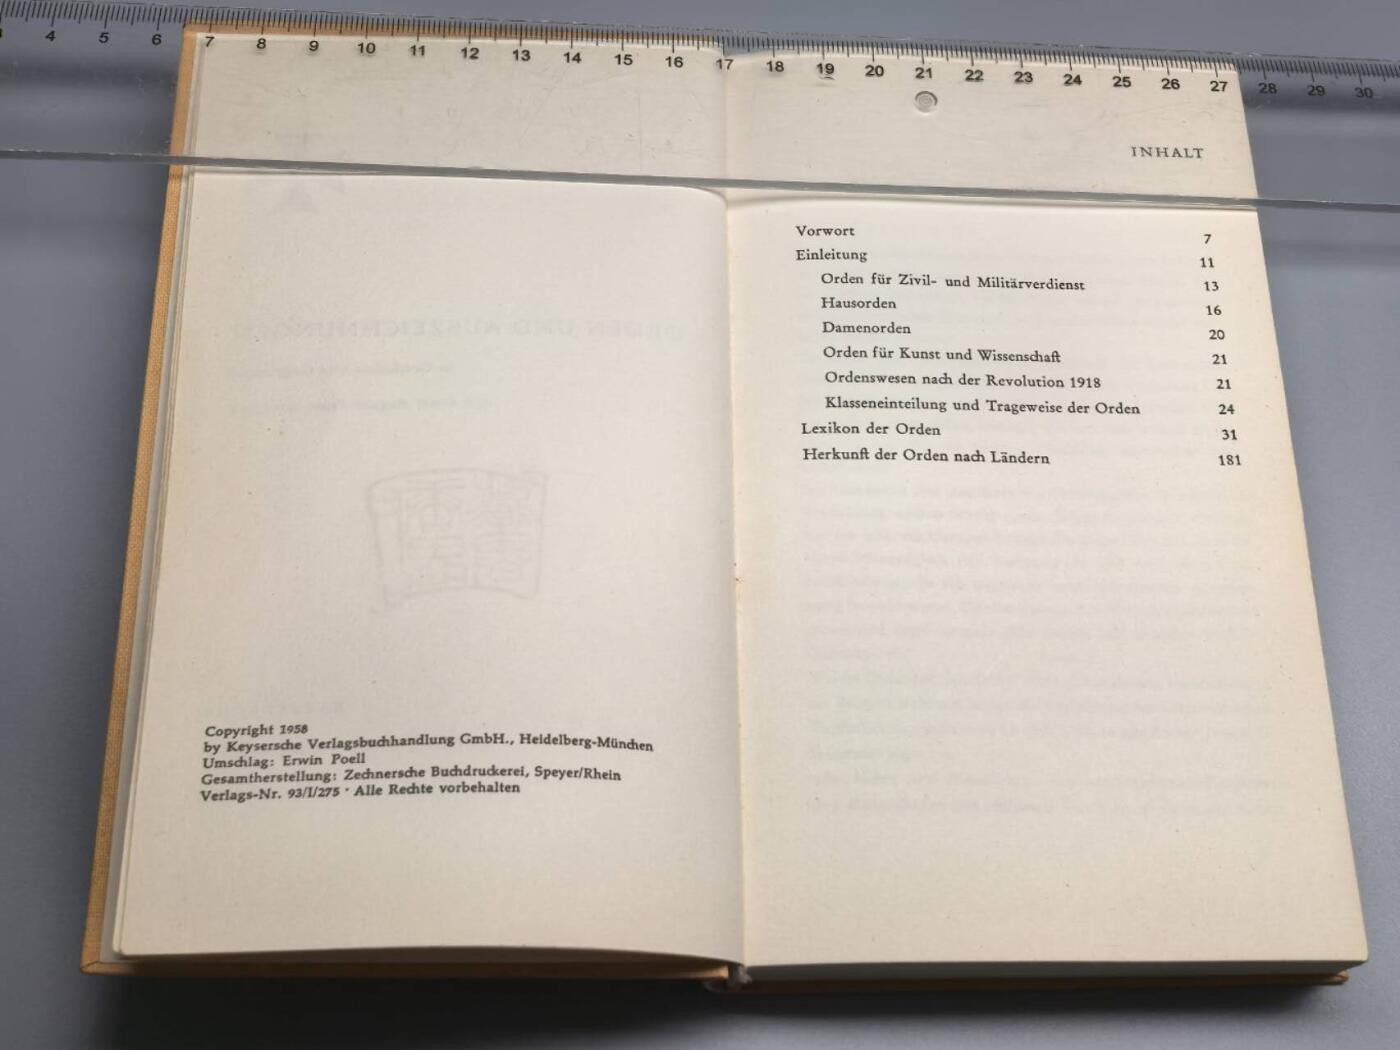 3 4 5 6 7 8 9 10 11 12 13 14 15 16 17 18 19 20 21 22 23 24 25 26 27 28 29 30
Copyright 1958
by Keysersche Verlagsbuchhandlung GmbH., Heidelberg-München
Umschlag: Erwin Poell
Gesamtherstellung: Zechnersche Buchdruckerei, Speyer/Rhein
Verlags-Nr. 93/I/275 · Alle Rechte vorbehalten
INHALT
Vorwort 7
Einleitung 11
Orden für Zivil- und Militärverdienst 13
Hausorden 16
Damenorden 20
Orden für Kunst und Wissenschaft 21
Ordenswesen nach der Revolution 1918 21
Klasseneinteilung und Trageweise der Orden 24
Lexikon der Orden 31
Herkunft der Orden nach Ländern 181